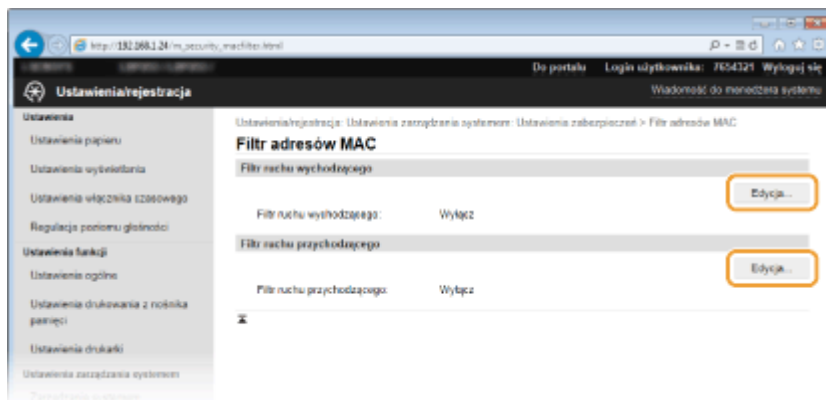 http://192.168.1.24/m_security_macfilter.html
Do portalu Login użytkownika: 7654321 Wyloguj się
Ustawienia/rejestracja
Wiadomość do menedżera systemu
Ustawienia
Ustawienia papieru
Ustawienia wyświetlania
Ustawienia włącznika czasowego
Regulacja poziomu głośności
Ustawienia funkcji
Ustawienia ogólne
Ustawienia drukowania z nośnika
pamięci
Ustawienia drukarki
Ustawienia zarządzania systemem
Ustawienia/rejestracja: Ustawienia zarządzania systemem: Ustawienia zabezpieczeń > Filtr adresów MAC
Filtr adresów MAC
Filtr ruchu wychodzącego
Edycja...
Filtr ruchu wychodzącego: Wyłącz
Filtr ruchu przychodzącego
Edycja...
Filtr ruchu przychodzącego: Wyłącz